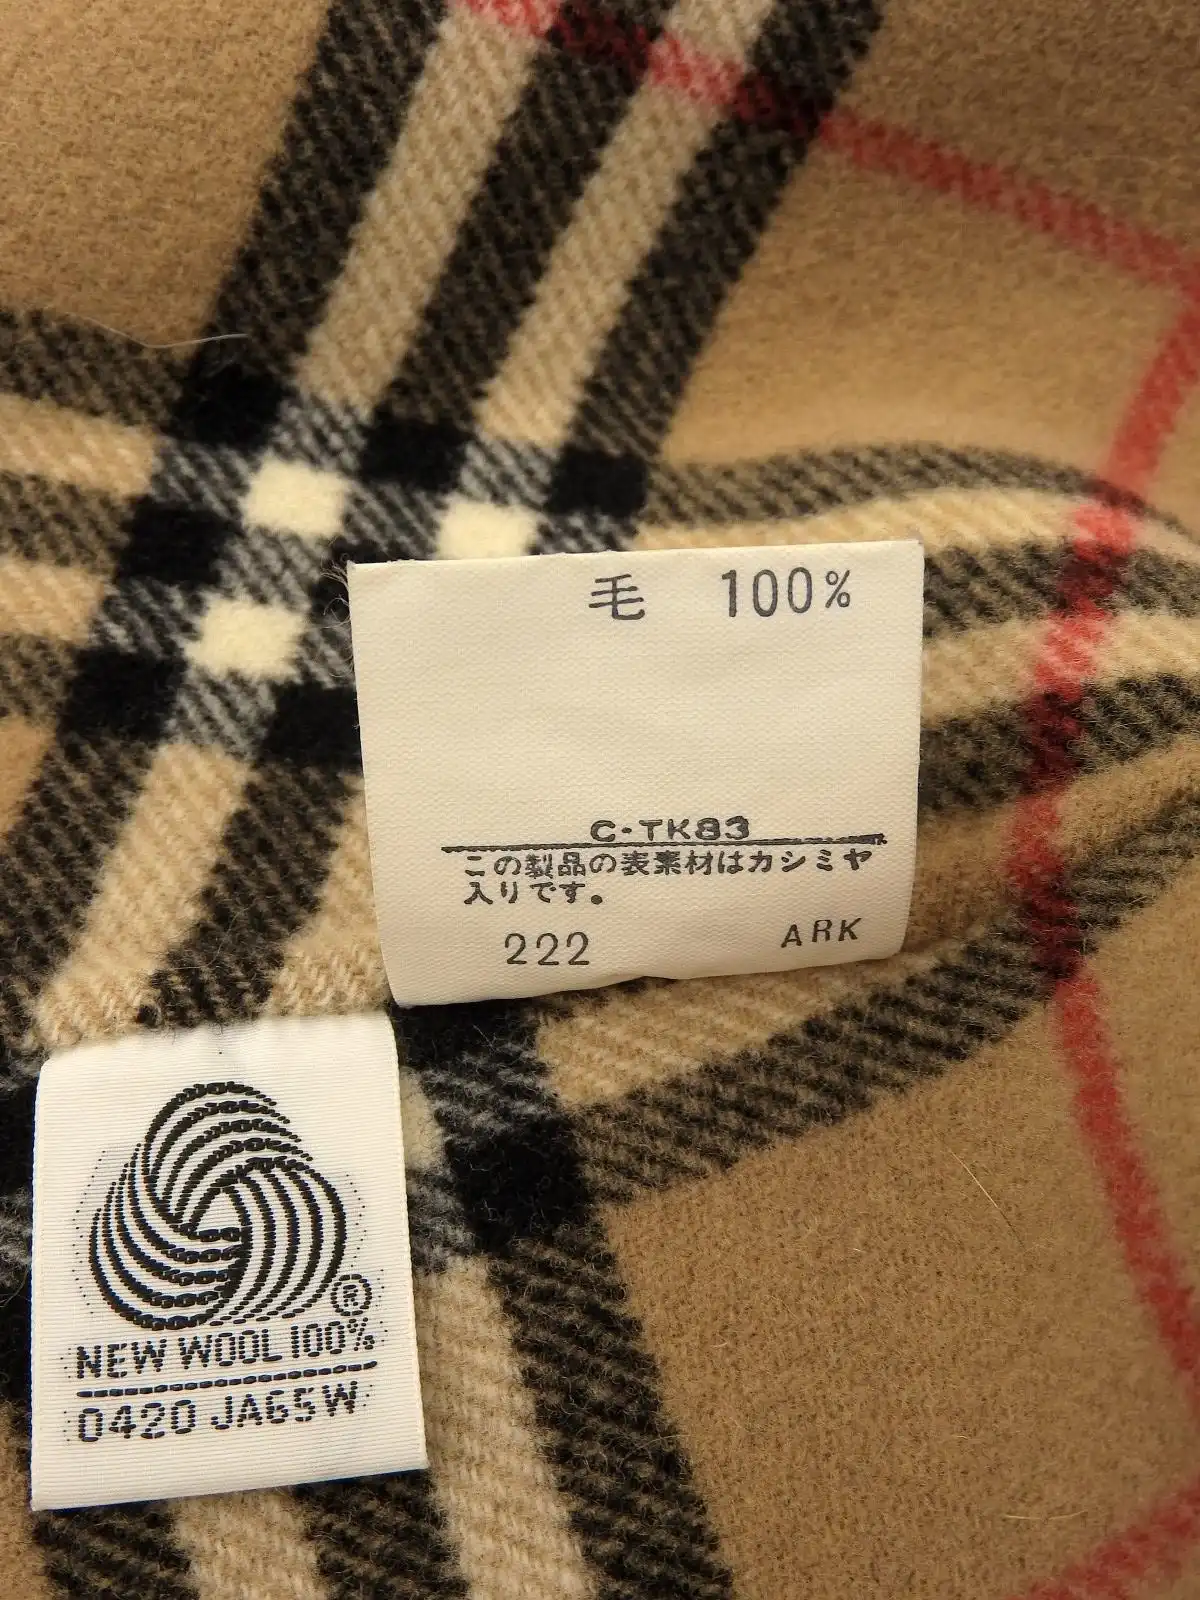 毛 100%
C-TK83
この製品の表素材はカシミヤ
入りです。
222 ARK
®
NEW WOOL 100%
0420 JA65W